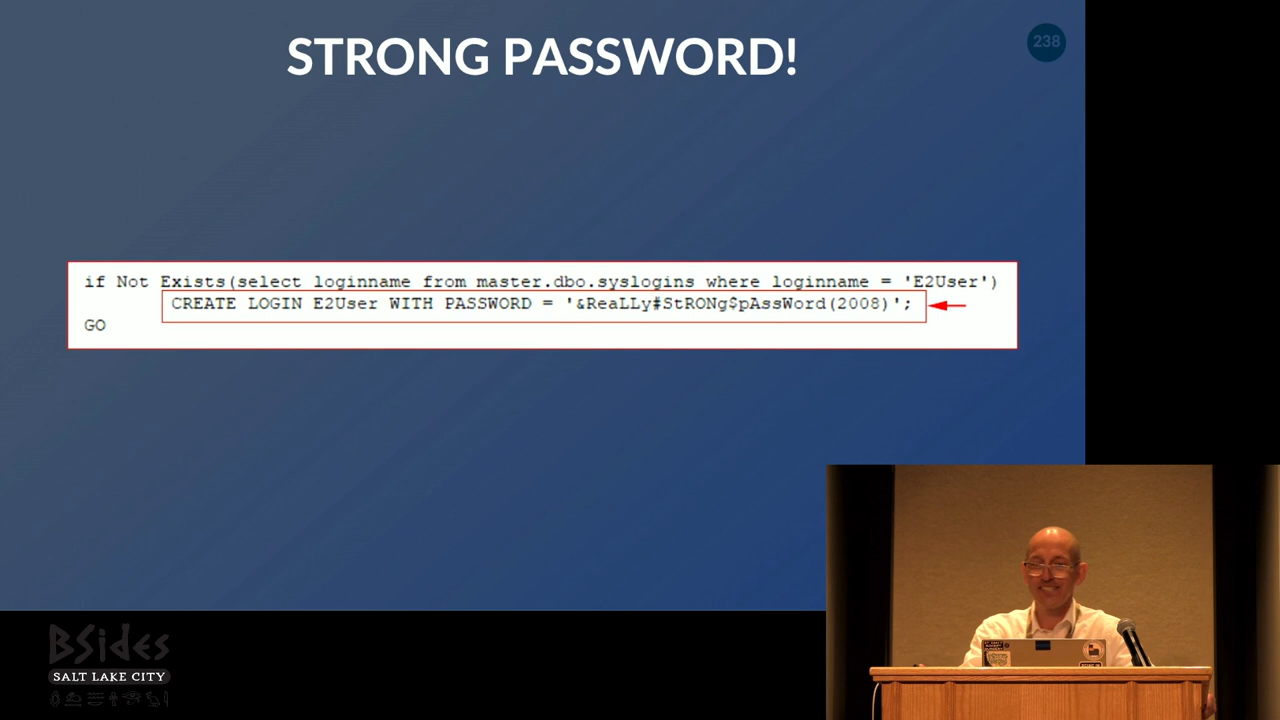 STRONG PASSWORD!
238
if Not Exists(select loginname from master.dbo.syslogins where loginname = 'E2User')
CREATE LOGIN E2User WITH PASSWORD = '&ReaLLy#StRONg$pAssWord(2008)';
GO
BSides
SALT LAKE CITY